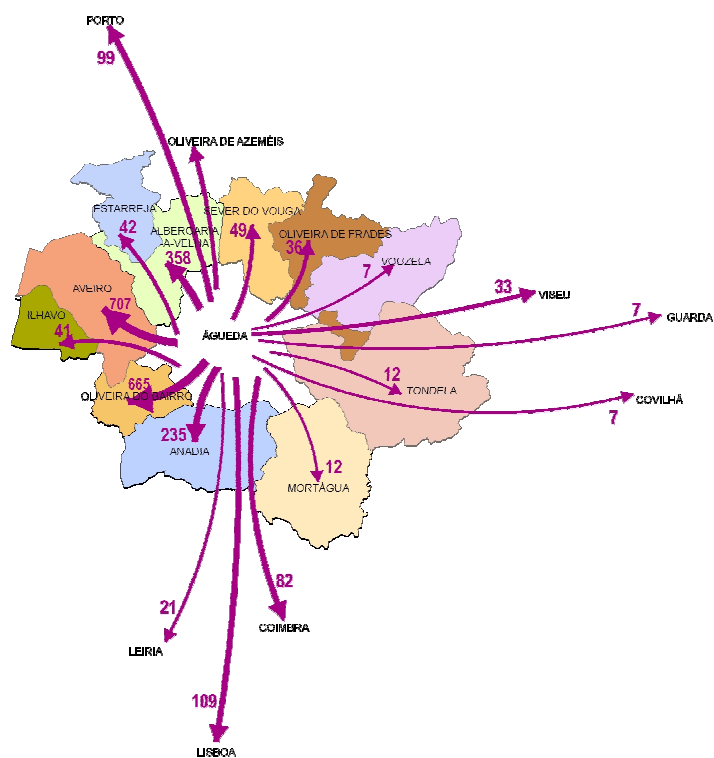 PORTO
99
OLIVEIRA DE AZEMÉIS
ESTARREJA
42
SEVER DO VOUGA
49
ALBERGARIA
-A-VELHA
358
OLIVEIRA DE FRADES
36
VOUZELA
7
AVEIRO
707
33
VISEU
ILHAVO
41
ÁGUEDA
7
GUARDA
12
TONDELA
665
OLIVEIRA DO BAIRRO
COVILHÃ
7
235
ANADIA
12
MORTÁGUA
82
COIMBRA
21
LEIRIA
109
LISBOA